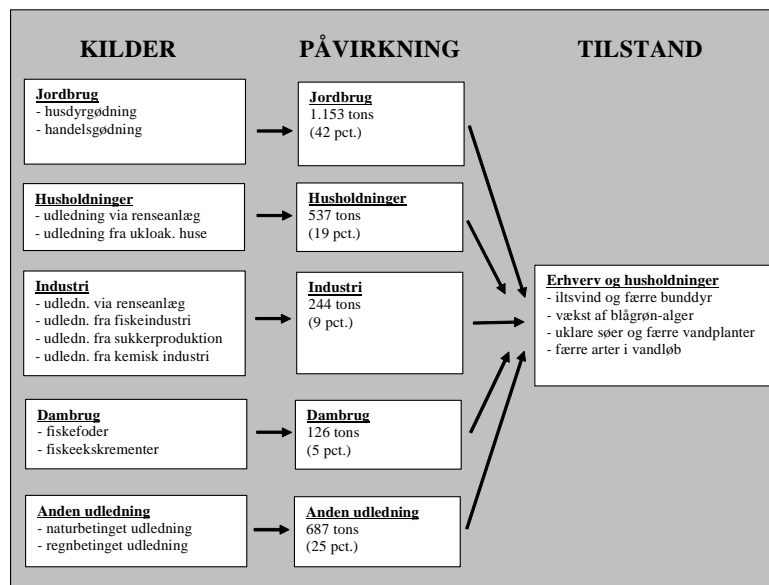 KILDER
PÅVIRKNING
TILSTAND
Jordbrug
- husdyrgødning
- handelsgødning
Jordbrug
1.153 tons
(42 pct.)
Husholdninger
- udledning via renseanlæg
- udledning fra ukloak. huse
Husholdninger
537 tons
(19 pct.)
Industri
- udledn. via renseanlæg
- udledn. fra fiskeindustri
- udledn. fra sukkerproduktion
- udledn. fra kemisk industri
Industri
244 tons
(9 pct.)
Erhverv og husholdninger
- iltsvind og færre bunddyr
- vækst af blågrøn-alger
- uklare søer og færre vandplanter
- færre arter i vandløb
Dambrug
- fiskefoder
- fiskeekskrementer
Dambrug
126 tons
(5 pct.)
Anden udledning
- naturbetinget udledning
- regnbetinget udledning
Anden udledning
687 tons
(25 pct.)